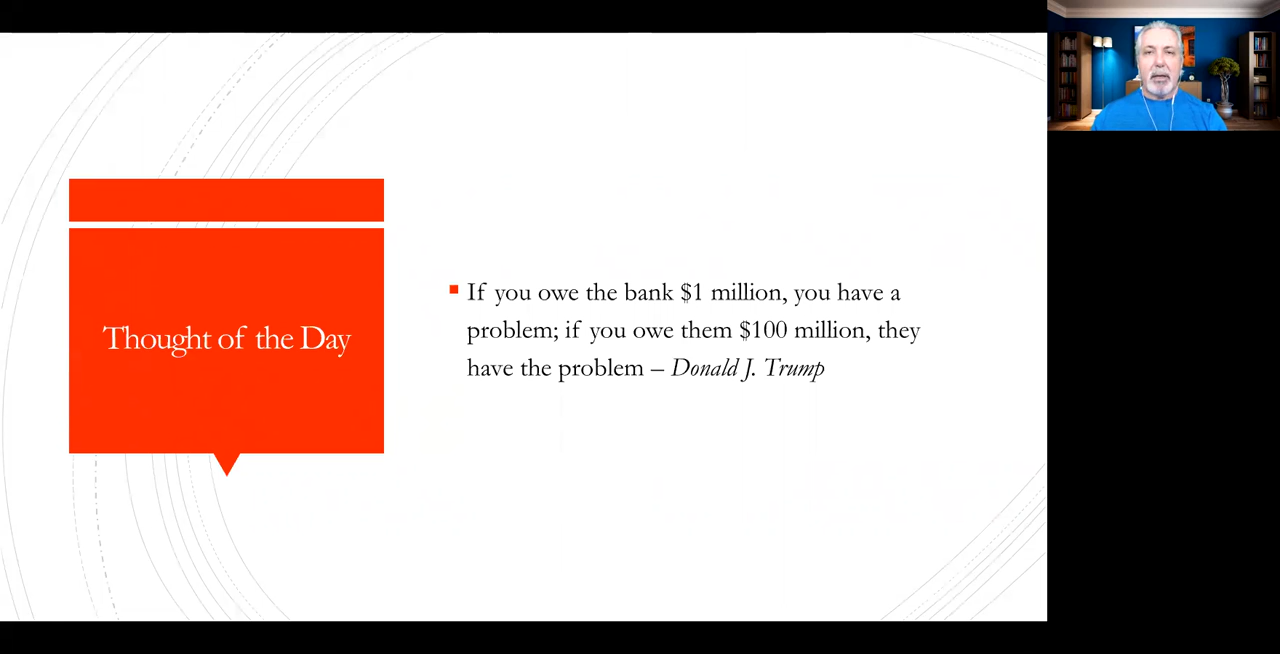 Thought of the Day
If you owe the bank $1 million, you have a
problem; if you owe them $100 million, they
have the problem – Donald J. Trump